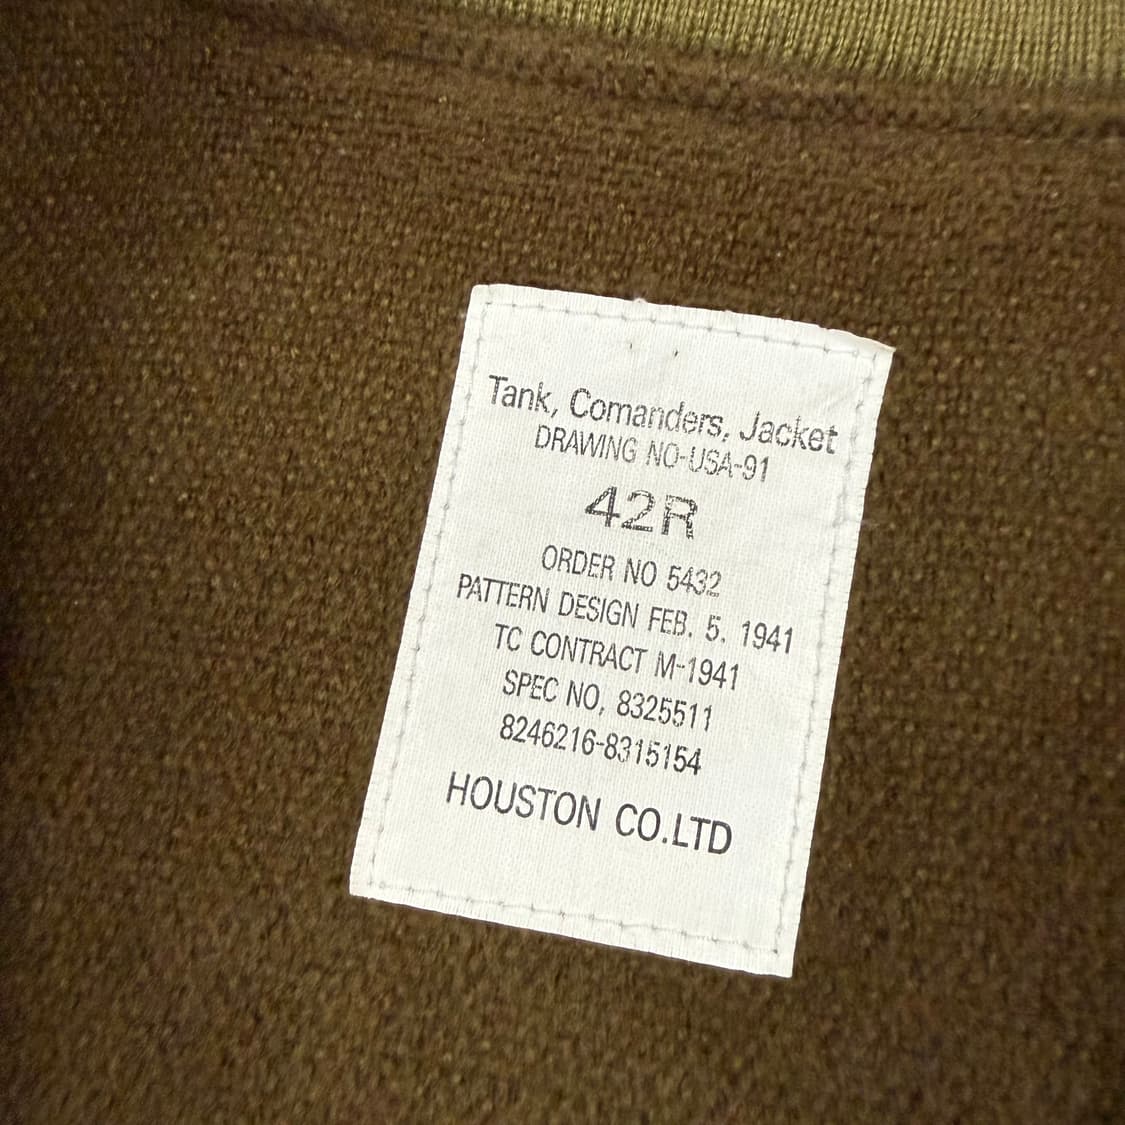 Tank, Comanders, Jacket
DRAWING NO-USA-91
42R
ORDER NO 5432
PATTERN DESIGN FEB. 5. 1941
TC CONTRACT M-1941
SPEC NO, 8325511
8246216-8315154
HOUSTON CO.LTD